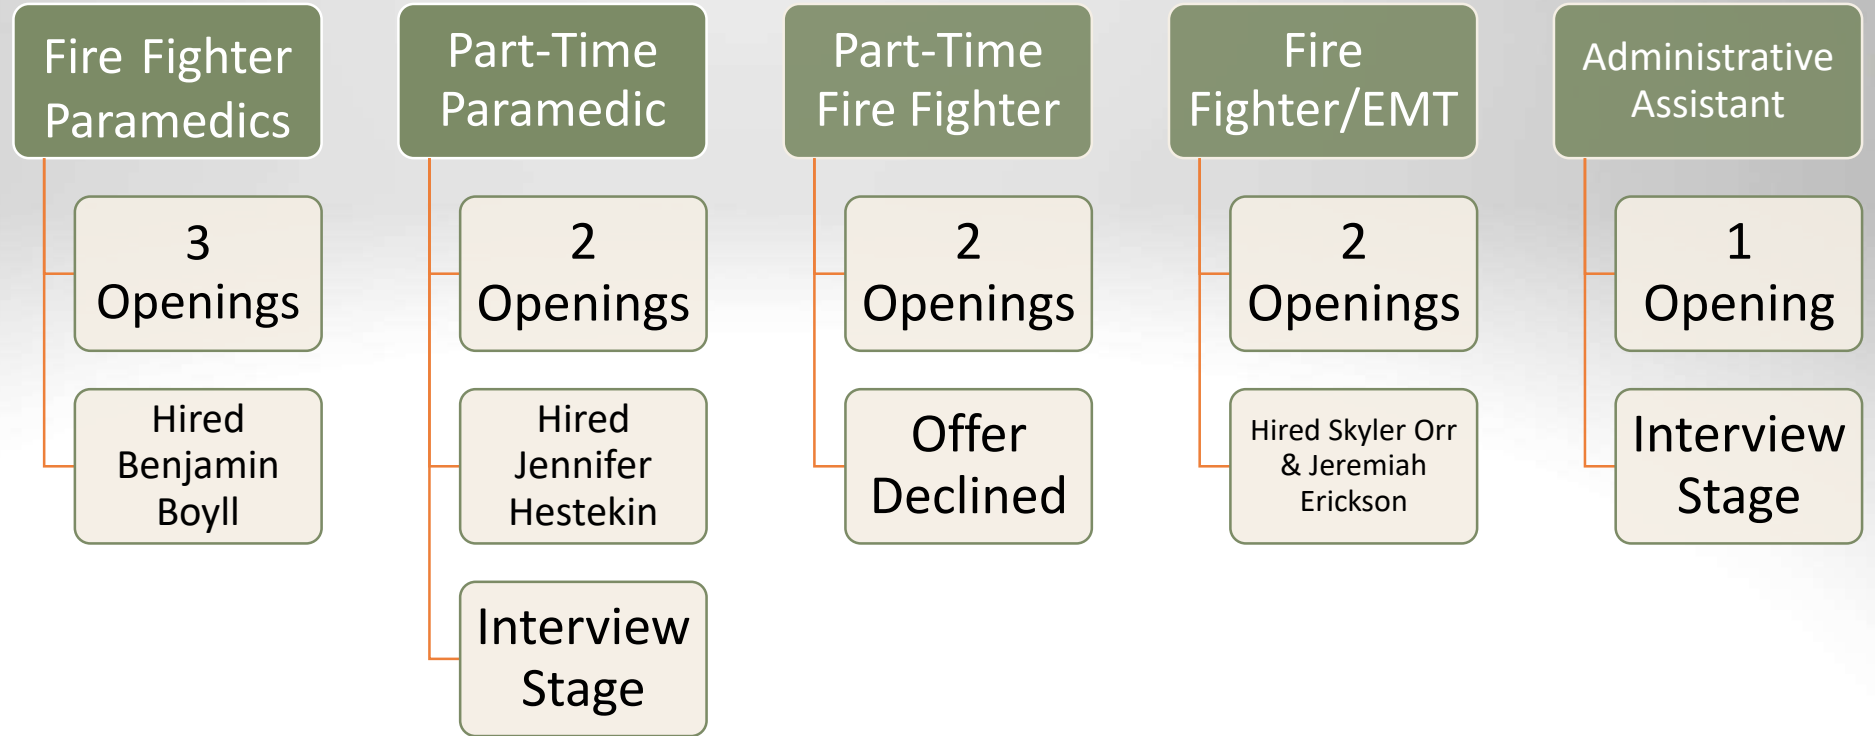 Fire Fighter
Paramedics
3
Openings
Hired
Benjamin
Boyll
Part-Time
Paramedic
2
Openings
Hired
Jennifer
Hestekin
Interview
Stage
Part-Time
Fire Fighter
2
Openings
Offer
Declined
Fire
Fighter/EMT
2
Openings
Hired Skyler Orr
& Jeremiah
Erickson
Administrative
Assistant
1
Opening
Interview
Stage